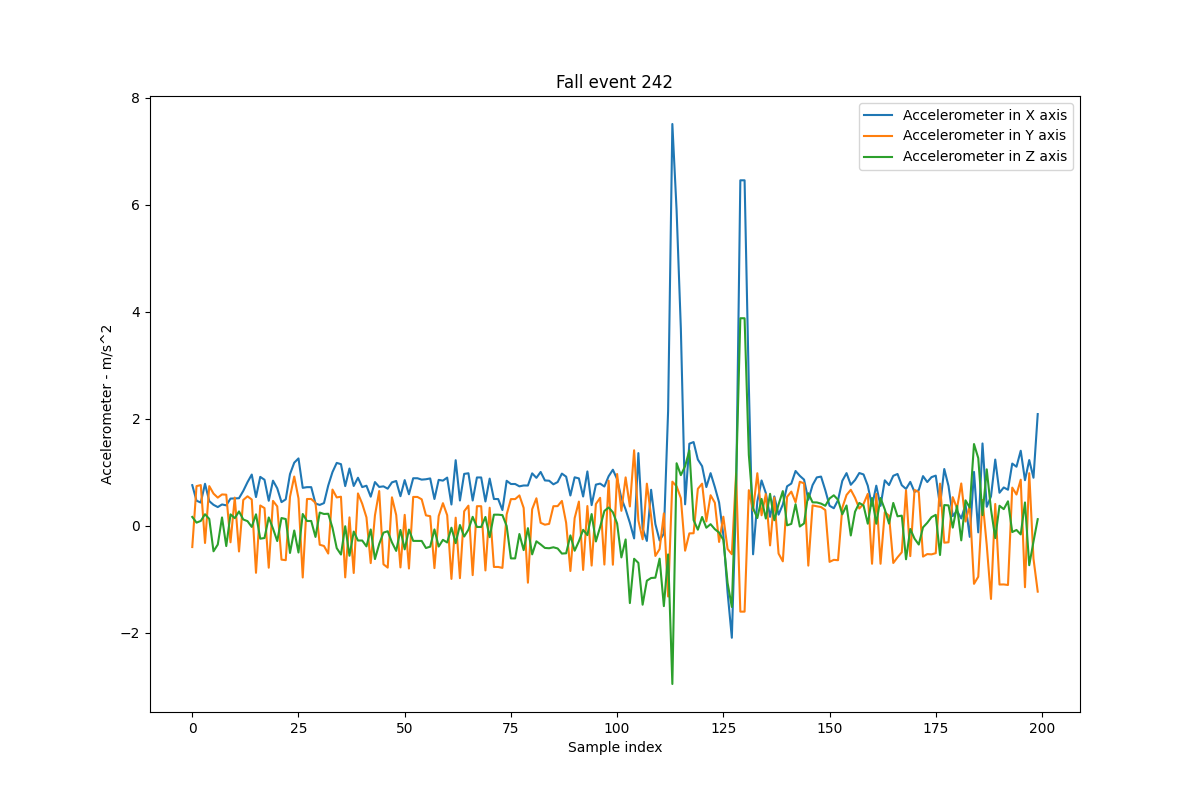 Fall event 242
Accelerometer in X axis
Accelerometer in Y axis
Accelerometer in Z axis
Accelerometer - m/s^2
8
6
4
2
0
−2
0 25 50 75 100 125 150 175 200
Sample index